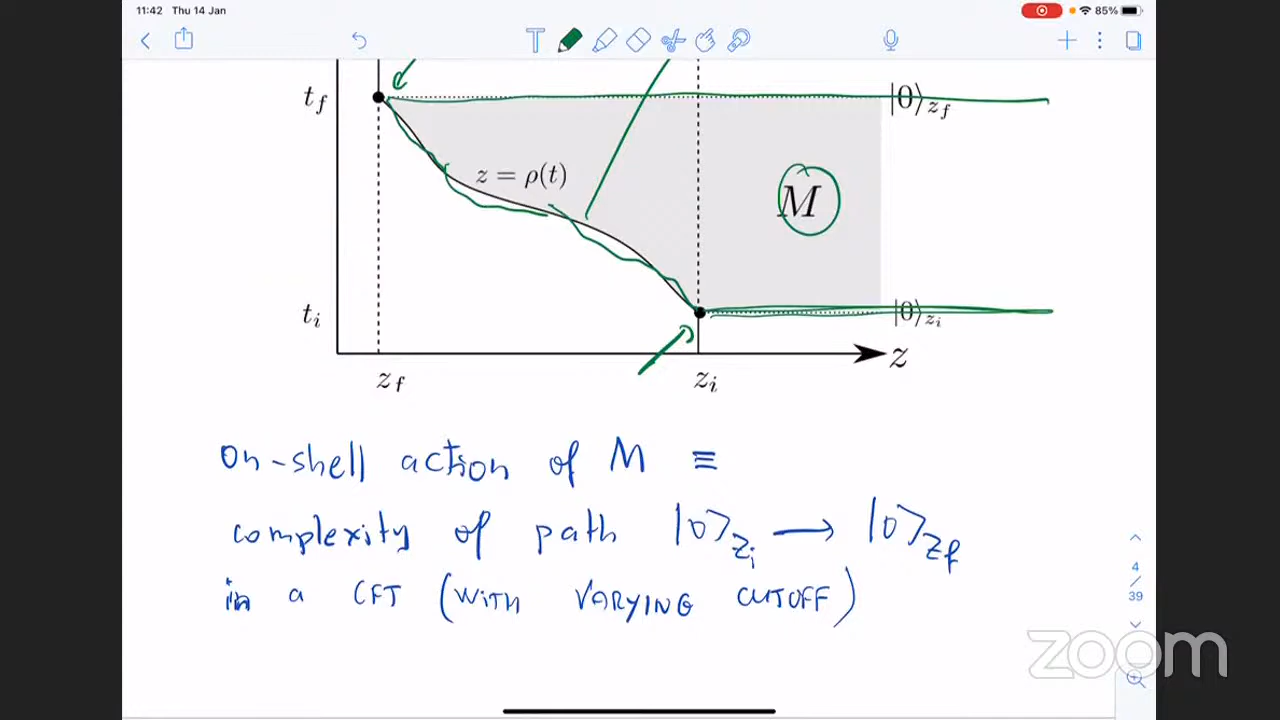 11:42 Thu 14 Jan 85%
t_f |0⟩_{z_f}
z = ρ(t)
M
t_i |0⟩_{z_i}
z
z_f z_i
On-shell action of M ≡
complexity of path |0⟩_{z_i} → |0⟩_{z_f}
in a CFT (WITH VARYING CUTOFF)
4
/
39
zoom